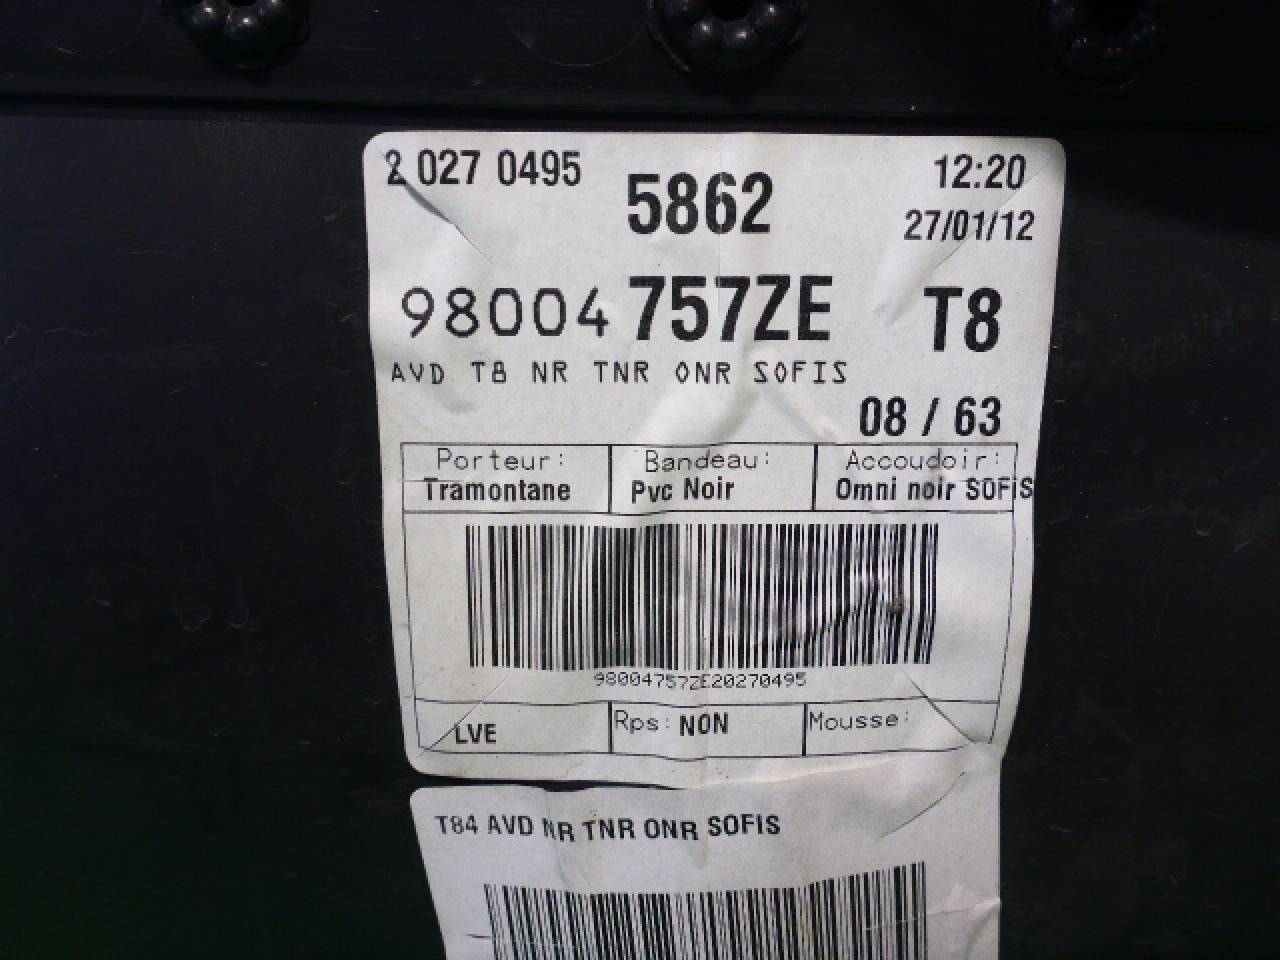 2 027 0495 5862 12:20
27/01/12
98004 757ZE T8
AVD T8 NR TNR ONR SOFIS
08 / 63
Porteur: Bandeau: Accoudoir:
Tramontane Pvc Noir Omni noir SOFIS
98004757ZE20270495
LVE Rps: NON Mousse:
T84 AVD NR TNR ONR SOFIS